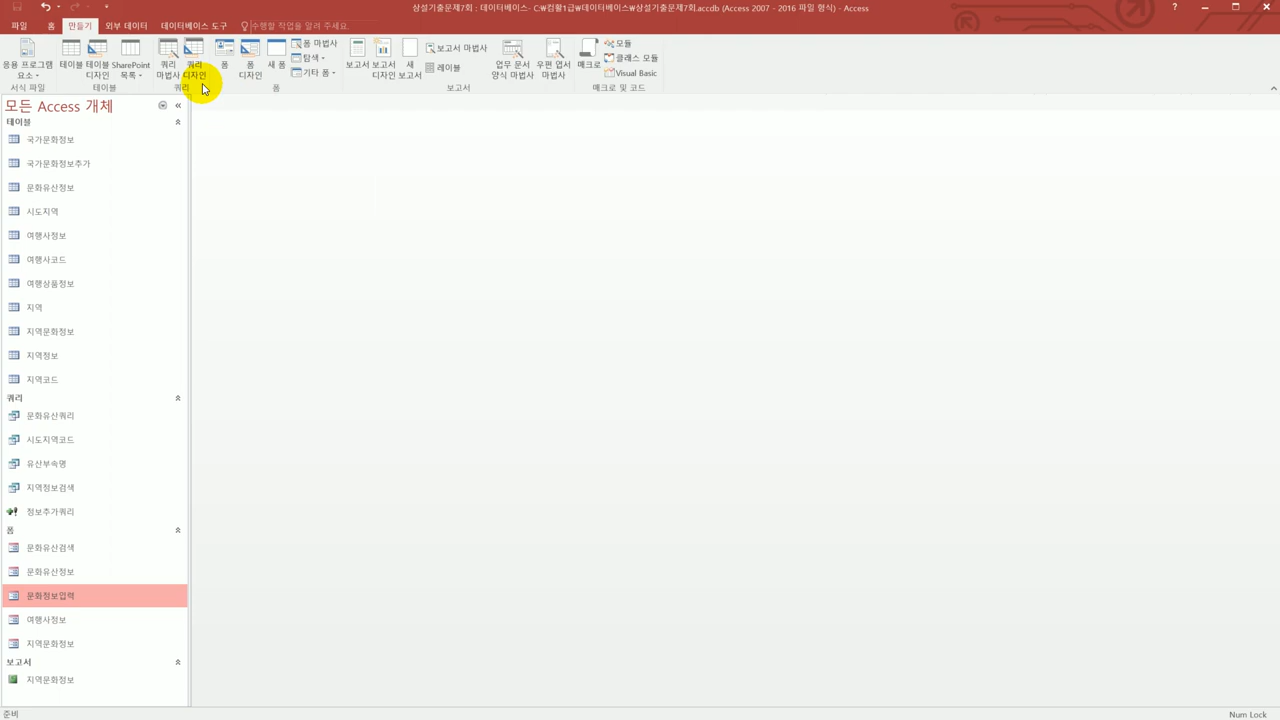 상설기출문제7회 : 데이터베이스- C:₩컴활1급₩데이터베이스₩상설기출문제7회.accdb (Access 2007 - 2016 파일 형식) - Access
?
파일 홈 만들기 외부 데이터 데이터베이스 도구 수행할 작업을 알려 주세요.
응용 프로그램 요소
서식 파일
테이블
테이블 디자인
SharePoint 목록
테이블
쿼리 마법사
쿼리 디자인
쿼리
폼
폼 디자인
새 폼
폼 마법사
탐색
기타 폼
폼
보고서
보고서 디자인
새 보고서
보고서 마법사
레이블
업무 문서 양식 마법사
우편 엽서 마법사
보고서
매크로
모듈
클래스 모듈
Visual Basic
매크로 및 코드
모든 Access 개체
테이블
국가문화정보
국가문화정보추가
문화유산정보
시도지역
여행사정보
여행사코드
여행상품정보
지역
지역문화정보
지역정보
지역코드
쿼리
문화유산쿼리
시도지역코드
유산부속명
지역정보검색
정보추가쿼리
폼
문화유산검색
문화유산정보
문화정보입력
여행사정보
지역문화정보
보고서
지역문화정보
준비
Num Lock